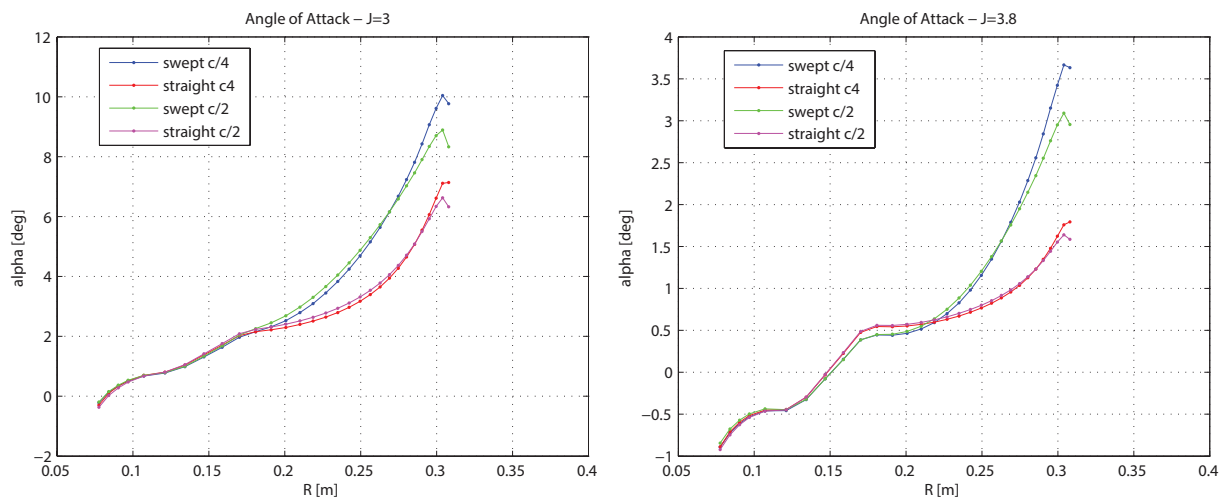 Angle of Attack – J=3
12
10
8
6
4
2
0
−2
alpha [deg]
swept c/4
straight c4
swept c/2
straight c/2
0.05
0.1
0.15
0.2
0.25
0.3
0.35
0.4
R [m]
Angle of Attack – J=3.8
4
3.5
3
2.5
2
1.5
1
0.5
0
−0.5
−1
alpha [deg]
swept c/4
straight c4
swept c/2
straight c/2
0.05
0.1
0.15
0.2
0.25
0.3
0.35
0.4
R [m]